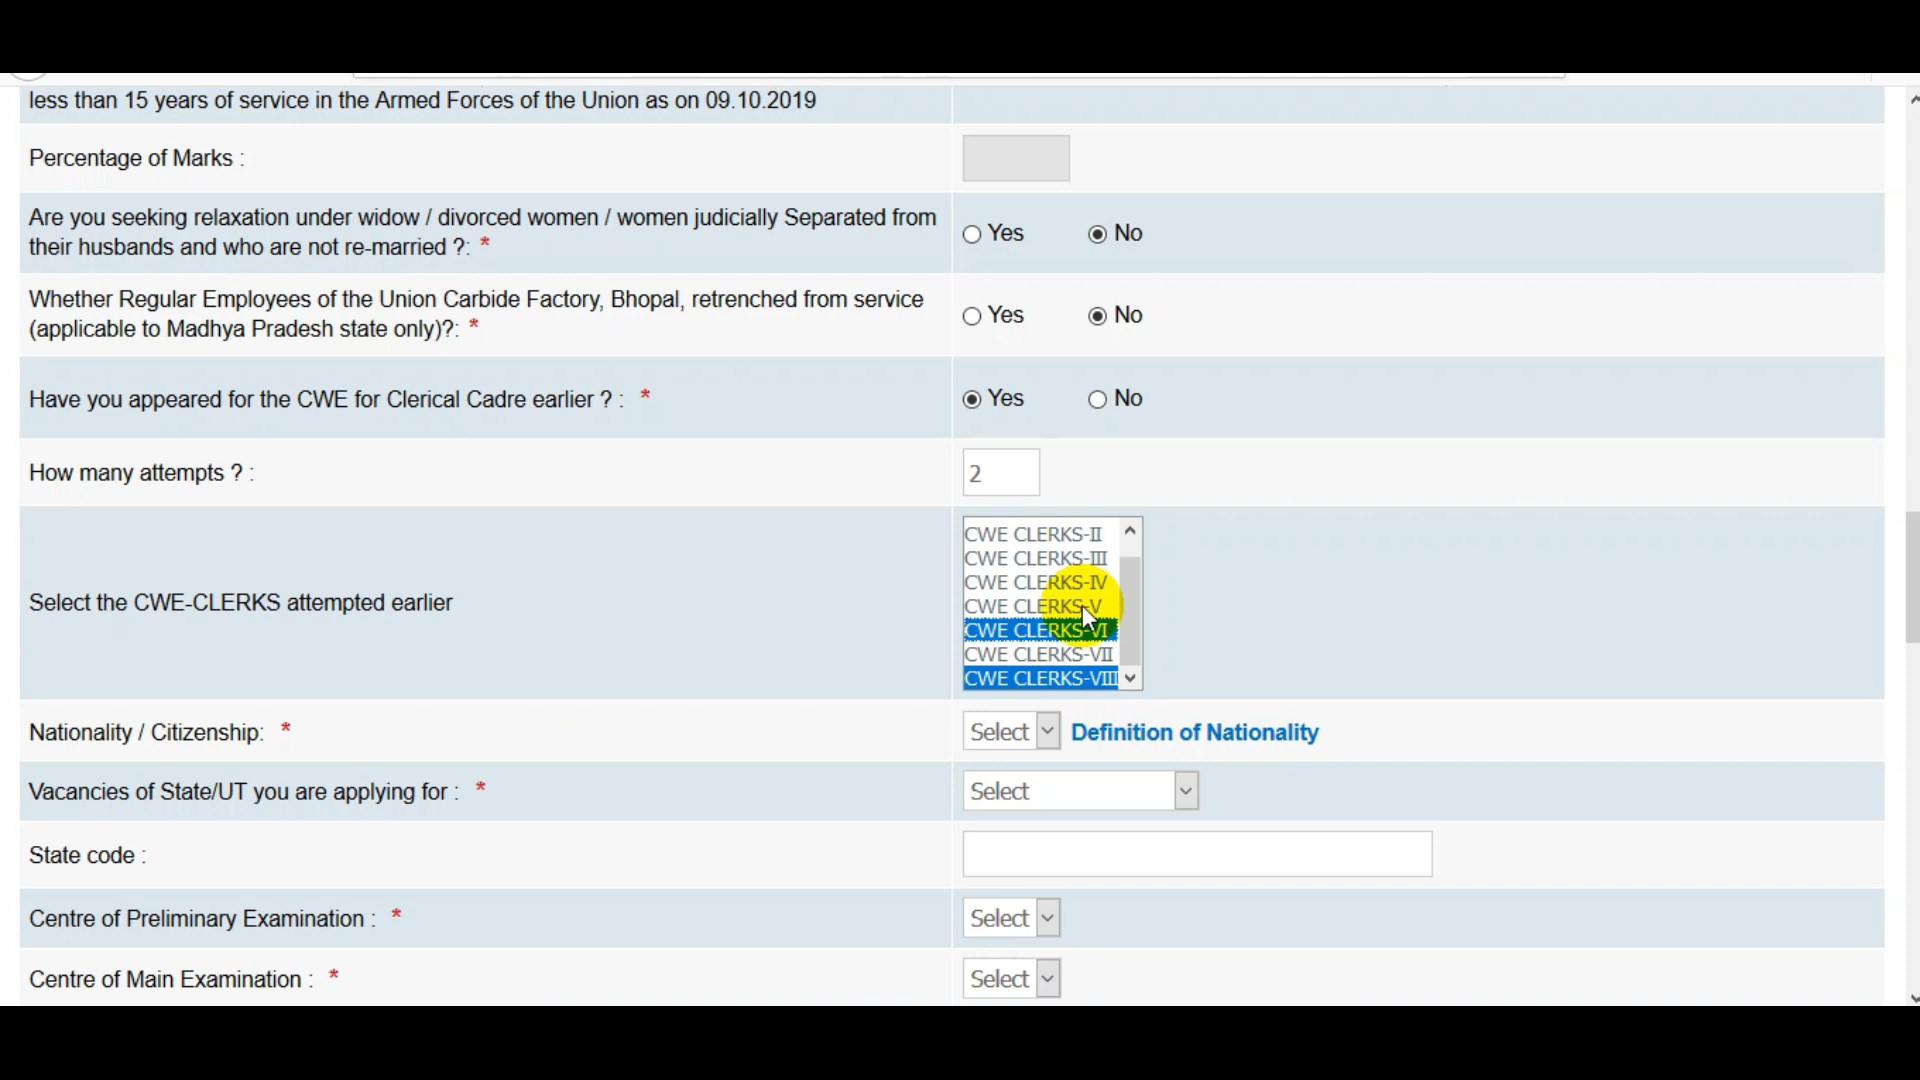 less than 15 years of service in the Armed Forces of the Union as on 09.10.2019
Percentage of Marks :
Are you seeking relaxation under widow / divorced women / women judicially Separated from
their husbands and who are not re-married ?: *
Yes No
Whether Regular Employees of the Union Carbide Factory, Bhopal, retrenched from service
(applicable to Madhya Pradesh state only)?: *
Yes No
Have you appeared for the CWE for Clerical Cadre earlier ? : *
Yes No
How many attempts ? :
2
Select the CWE-CLERKS attempted earlier
CWE CLERKS-II
CWE CLERKS-III
CWE CLERKS-IV
CWE CLERKS-V
CWE CLERKS-VI
CWE CLERKS-VII
CWE CLERKS-VIII
Nationality / Citizenship: *
Select Definition of Nationality
Vacancies of State/UT you are applying for : *
Select
State code :
Centre of Preliminary Examination : *
Select
Centre of Main Examination : *
Select